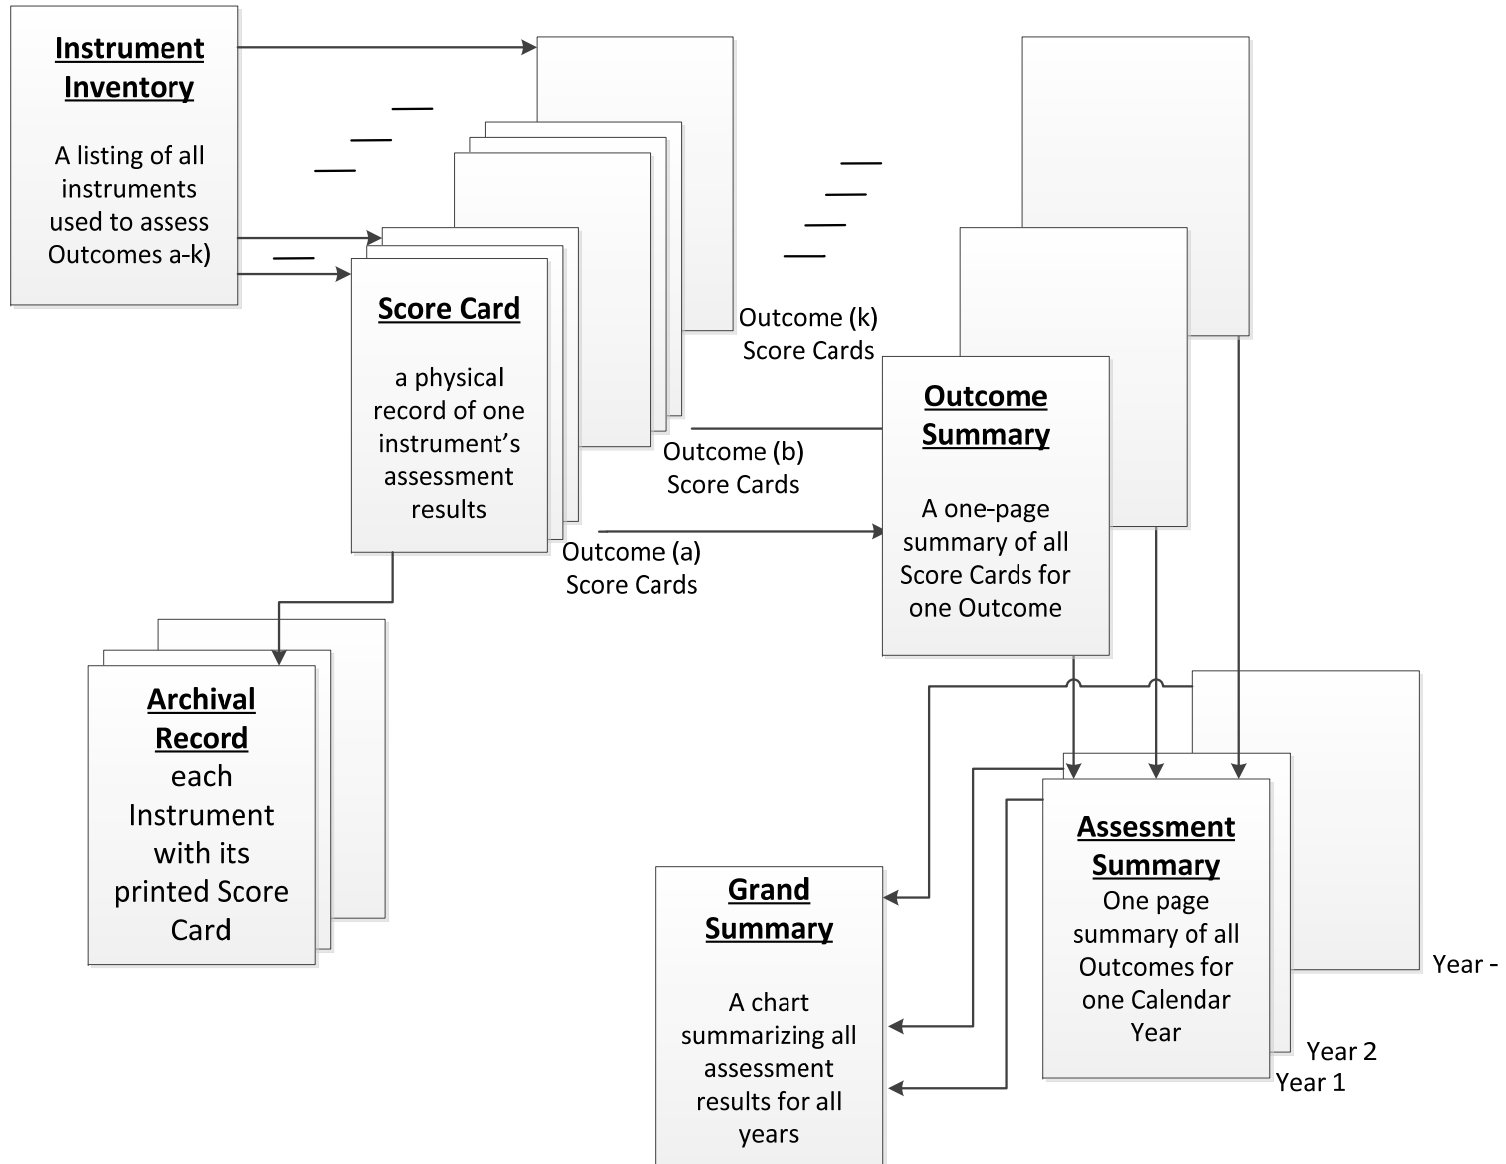 Instrument
Inventory
A listing of all
instruments
used to assess
Outcomes a-k)
Score Card
a physical
record of one
instrument's
assessment
results
Outcome (k)
Score Cards
Outcome (b)
Score Cards
Outcome (a)
Score Cards
Outcome
Summary
A one-page
summary of all
Score Cards for
one Outcome
Archival
Record
each
Instrument
with its
printed Score
Card
Grand
Summary
A chart
summarizing all
assessment
results for all
years
Assessment
Summary
One page
summary of all
Outcomes for
one Calendar
Year
Year -
Year 2
Year 1